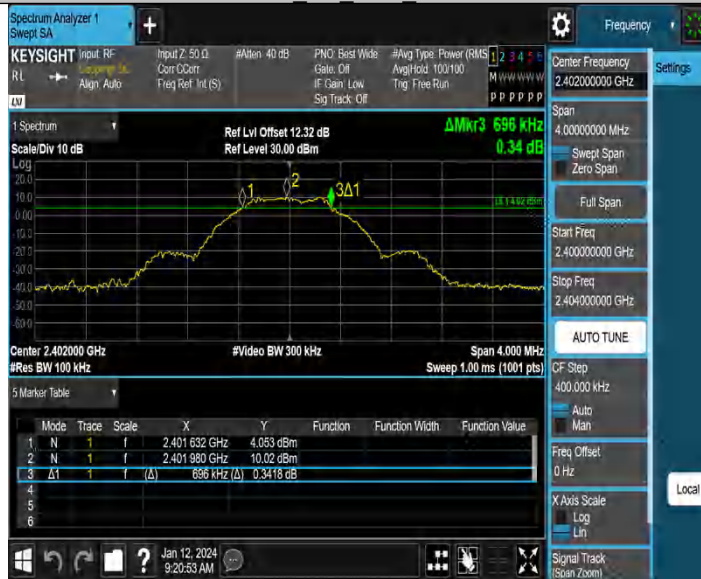 Spectrum Analyzer 1
Swept SA
Frequency
KEYSIGHT Input: RF
RL
Align: Auto
Input Z: 50 Ω
Corr CCorr
Freq Ref: Int (S)
#Atten: 40 dB
PNO: Best Wide
Gate: Off
IF Gain: Low
Sig Track: Off
#Avg Type: Power (RMS
Avg|Hold: 100/100
Trig: Free Run
1 2 3 4 5 6
M W W W W W
P P P P P P
LXI
1 Spectrum
Scale/Div 10 dB
Ref Lvl Offset 12.32 dB
Ref Level 30.00 dBm
ΔMkr3 696 kHz
0.34 dB
Log
20.0
10.0
0.00
-10.0
-20.0
-30.0
-40.0
-50.0
-60.0
1
2
3Δ1
Center 2.402000 GHz
#Res BW 100 kHz
#Video BW 300 kHz
Span 4.000 MHz
Sweep 1.00 ms (1001 pts)
5 Marker Table
Mode Trace Scale X Y Function Function Width Function Value
1 N 1 f 2.401 632 GHz 4.053 dBm
2 N 1 f 2.401 980 GHz 10.02 dBm
3 Δ1 1 f (Δ) 696 kHz (Δ) 0.3418 dB
4
5
6
Jan 12, 2024
9:20:53 AM
?
Center Frequency
2.402000000 GHz
Span
4.00000000 MHz
Swept Span
Zero Span
Full Span
Start Freq
2.400000000 GHz
Stop Freq
2.404000000 GHz
AUTO TUNE
CF Step
400.000 kHz
Auto
Man
Freq Offset
0 Hz
X Axis Scale
Log
Lin
Signal Track
(Span Zoom)
Settings
Local